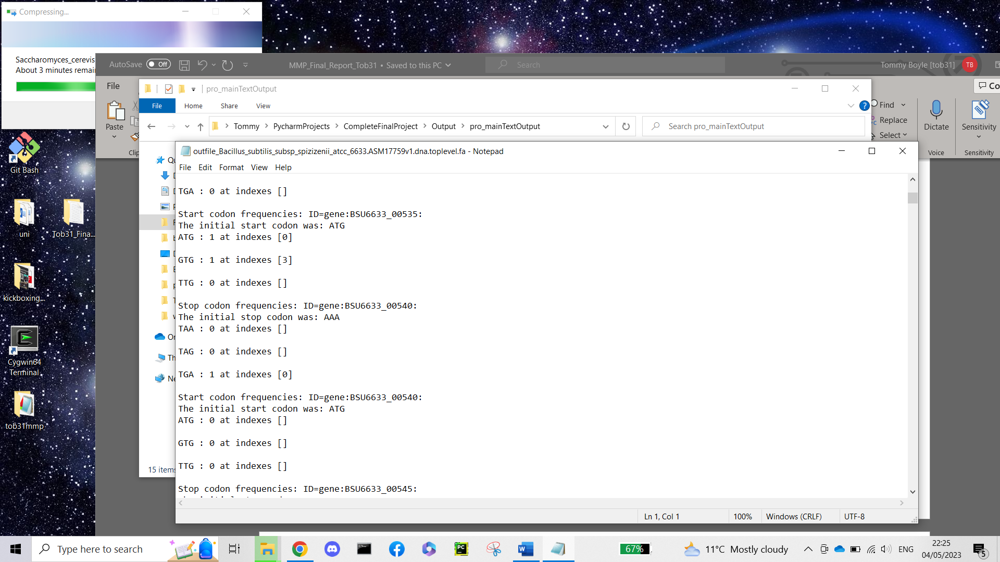 Compressing...
Saccharomyces_cerevis
About 3 minutes remain
AutoSave Off
MMP_Final_Report_Tob31 • Saved to this PC
Search
Tommy Boyle [tob31] TB
File
Co
Paste
Clip
Find
Replace
Select
Dictate
Voice
Sensitivity
Sensitivity
pro_mainTextOutput
File Home Share View
Tommy > PycharmProjects > CompleteFinalProject > Output > pro_mainTextOutput
Search pro_mainTextOutput
15 items
outfile_Bacillus_subtilis_subsp_spizizenii_atcc_6633.ASM17759v1.dna.toplevel.fa - Notepad
File Edit Format View Help
TGA : 0 at indexes []
Start codon frequencies: ID=gene:BSU6633_00535:
The initial start codon was: ATG
ATG : 1 at indexes [0]
GTG : 1 at indexes [3]
TTG : 0 at indexes []
Stop codon frequencies: ID=gene:BSU6633_00540:
The initial stop codon was: AAA
TAA : 0 at indexes []
TAG : 0 at indexes []
TGA : 1 at indexes [0]
Start codon frequencies: ID=gene:BSU6633_00540:
The initial start codon was: ATG
ATG : 0 at indexes []
GTG : 0 at indexes []
TTG : 0 at indexes []
Stop codon frequencies: ID=gene:BSU6633_00545:
Ln 1, Col 1
100%
Windows (CRLF)
UTF-8
Git Bash
uni
Tob31_Fina...
kickboxing...
Cygwin64
Terminal
tob31mmp
Type here to search
67%
11°C Mostly cloudy
ENG
22:25
04/05/2023
5